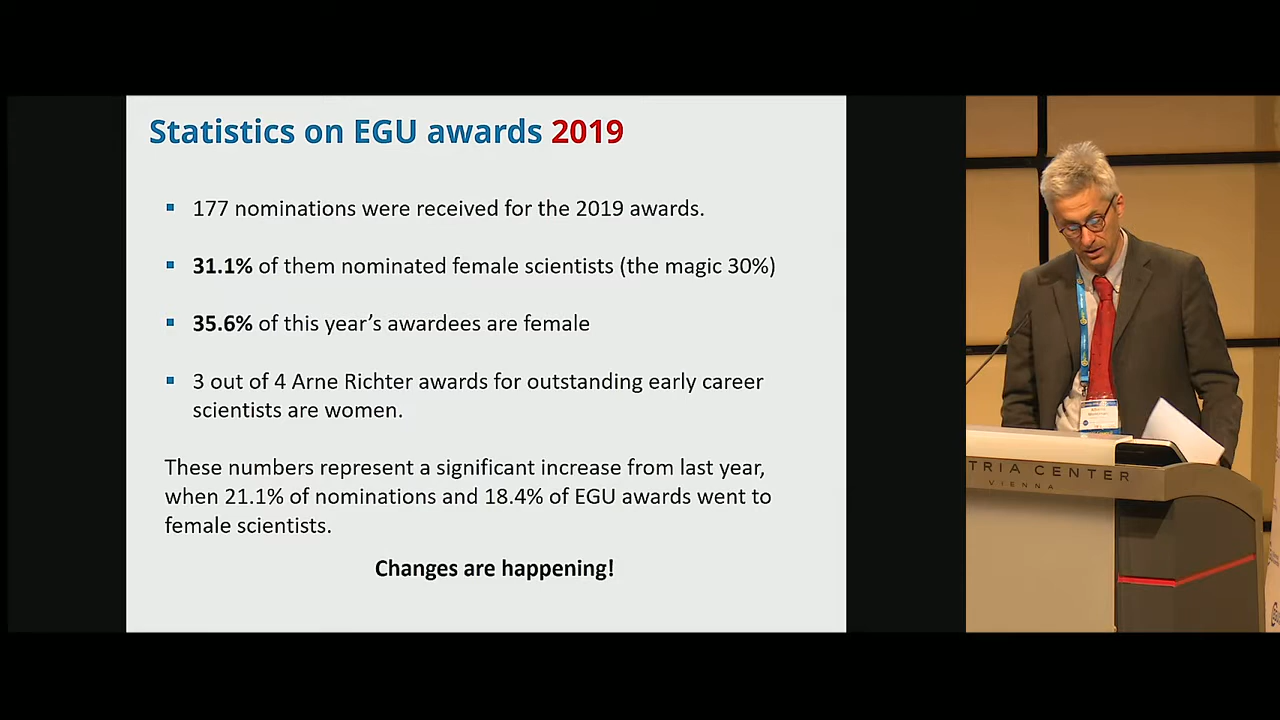 Statistics on EGU awards 2019
177 nominations were received for the 2019 awards.
31.1% of them nominated female scientists (the magic 30%)
35.6% of this year's awardees are female
3 out of 4 Arne Richter awards for outstanding early career
scientists are women.
These numbers represent a significant increase from last year,
when 21.1% of nominations and 18.4% of EGU awards went to
female scientists.
Changes are happening!
TRIA CENTER
VIENNA